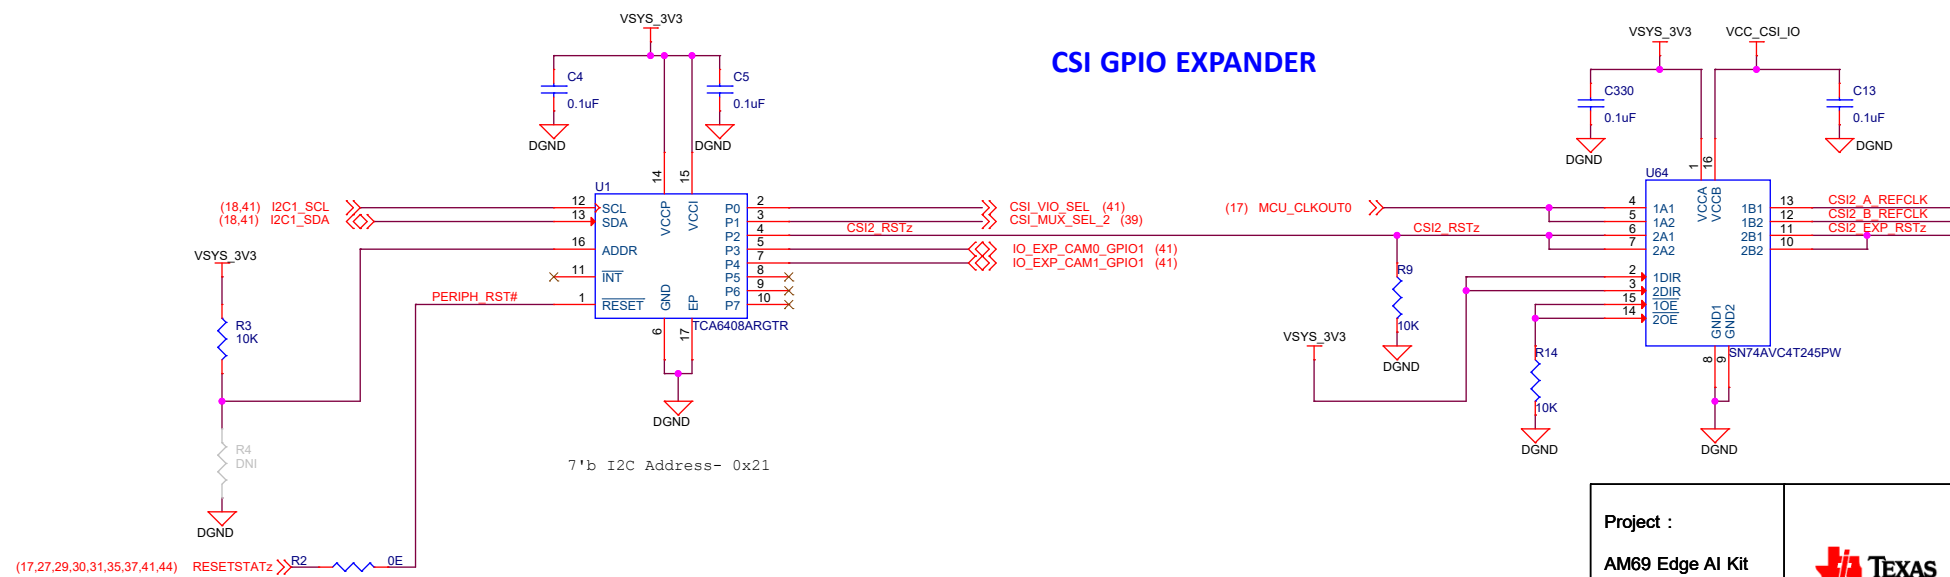 CSI GPIO EXPANDER
VSYS_3V3
C4
0.1uF
DGND
C5
0.1uF
DGND
14
15
U1
(18,41) I2C1_SCL
12
SCL
(18,41) I2C1_SDA
13
SDA
16
ADDR
11
INT
1
RESET
VCCP
VCCI
GND
EP
P0
2
CSI_VIO_SEL (41)
P1
3
CSI_MUX_SEL_2 (39)
P2
4
CSI2_RSTz
CSI2_RSTz
P3
5
IO_EXP_CAM0_GPIO1 (41)
P4
7
IO_EXP_CAM1_GPIO1 (41)
P5
8
P6
9
P7
10
TCA6408ARGTR
6
17
DGND
7'b I2C Address- 0x21
VSYS_3V3
R3
10K
R4
DNI
DGND
PERIPH_RST#
(17,27,29,30,31,35,37,41,44) RESETSTATz
R2
0E
VSYS_3V3
VCC_CSI_IO
C330
0.1uF
DGND
C13
0.1uF
DGND
1
16
U64
(17) MCU_CLKOUT0
4
1A1
5
1A2
6
2A1
7
2A2
2
1DIR
3
2DIR
15
1OE
14
2OE
VCCA
VCCB
GND1
GND2
1B1
13
CSI2_A_REFCLK
1B2
12
CSI2_B_REFCLK
2B1
11
CSI2_EXP_RSTz
2B2
10
SN74AVC4T245PW
8
9
DGND
R9
10K
DGND
VSYS_3V3
R14
10K
DGND
Project :
AM69 Edge AI Kit
TEXAS